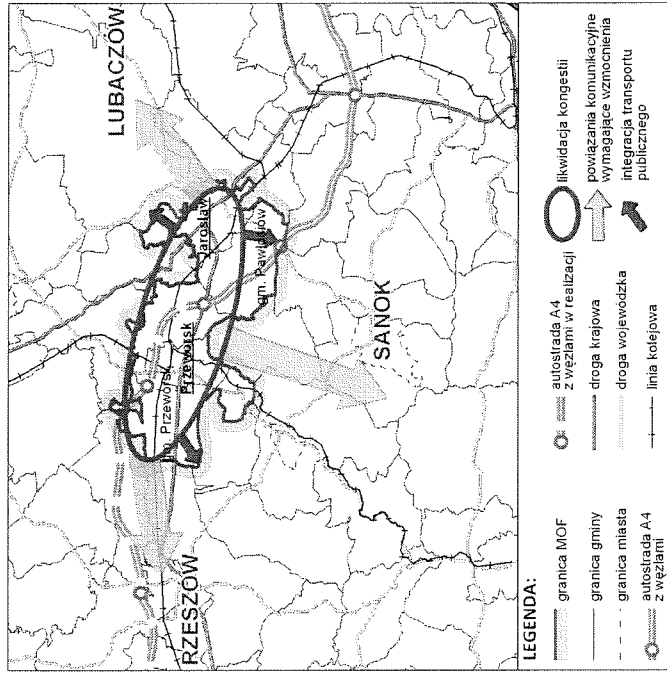 RZESZÓW
LUBACZÓW
Przeworsk
Przeworsk
Jarosław
gm. Pawłosiów
SANOK
LEGENDA:
granica MOF
granica gminy
granica miasta
autostrada A4
z węzłami
autostrada A4
z węzłami w realizacji
droga krajowa
droga wojewódzka
linia kolejowa
likwidacja kongestii
powiązania komunikacyjne
wymagające wzmocnienia
integracja transportu
publicznego